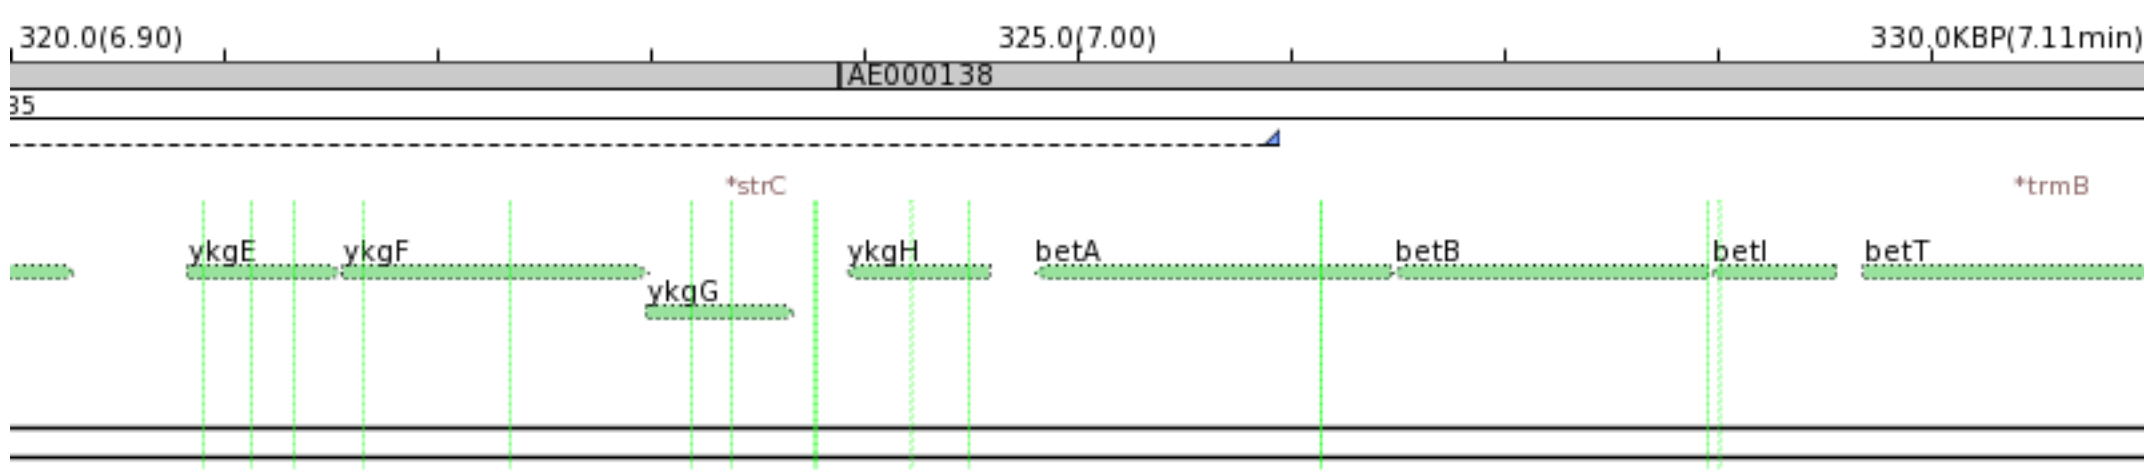 320.0(6.90) 325.0(7.00) 330.0KBP(7.11min)
AE000138
35
*strC *trmB
ykgE ykgF ykgH betA betB betI betT
ykgG